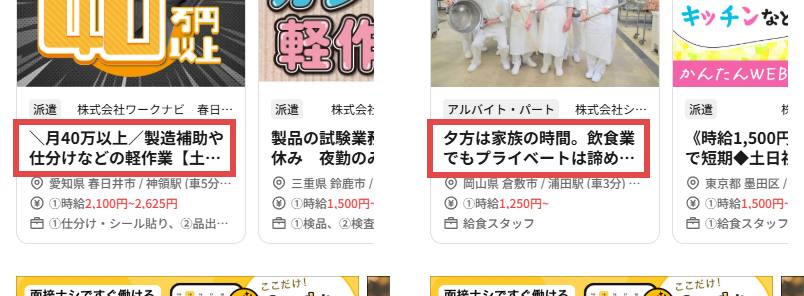 万円
以上
軽作
キッチンなど
かんたんWEB
派遣 株式会社ワークナビ 春日…
＼月40万以上／製造補助や
仕分けなどの軽作業【土…
愛知県 春日井市 / 神領駅 (車5分…
①時給2,100円~2,625円
①仕分け・シール貼り、②品出…
派遣 株式会
製品の試験業務
休み 夜勤のみ
三重県 鈴鹿市 /
①時給1,500円~
①検品、②検査
アルバイト・パート 株式会社シ…
夕方は家族の時間。飲食業
でもプライベートは諦め…
岡山県 倉敷市 / 浦田駅 (車3分) …
①時給1,250円~
給食スタッフ
派遣 株式会
《時給1,500円
で短期◆土日祝
東京都 墨田区 /
①時給1,500円~
①給食スタッフ
面接ナシですぐ働ける
ここだけ!
面接ナシですぐ働ける
ここだけ!